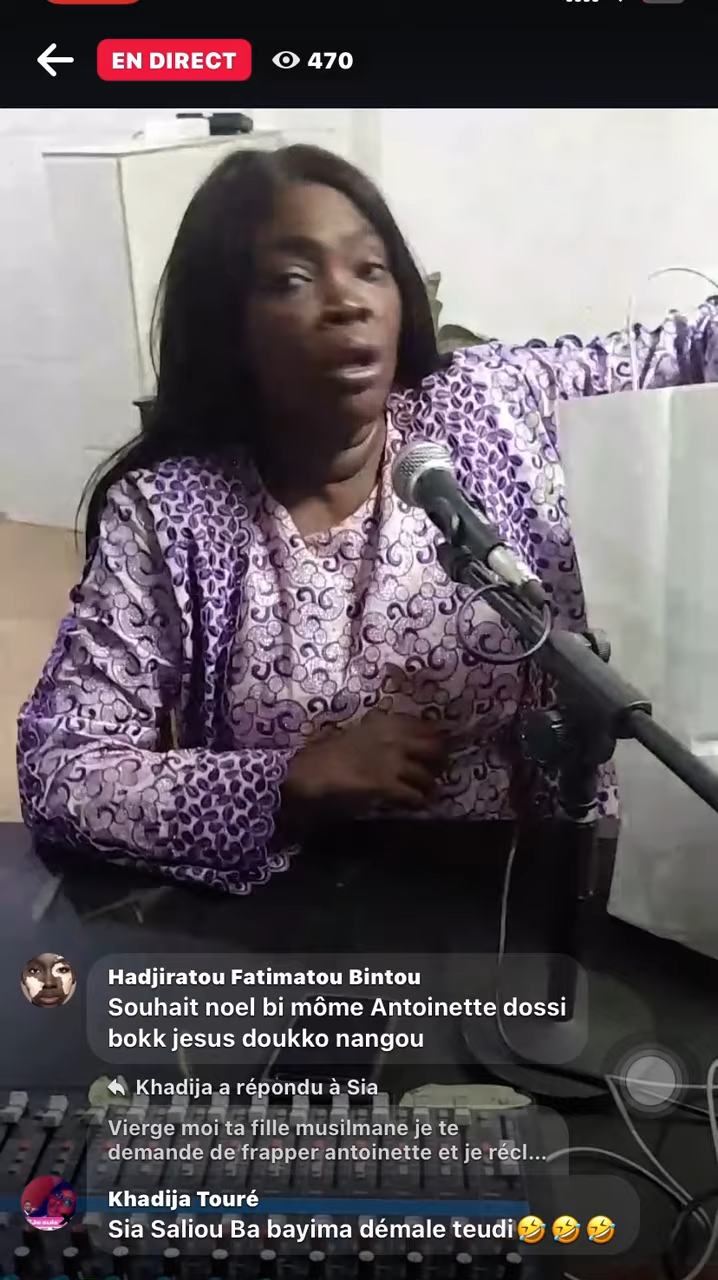 EN DIRECT 470
Hadjiratou Fatimatou Bintou
Souhait noel bi môme Antoinette dossi
bokk jesus doukko nangou
Khadija a répondu à Sia
Vierge moi ta fille musilmane je te
demande de frapper antoinette et je récl...
Khadija Touré
Sia Saliou Ba bayima démale teudi🤣🤣🤣